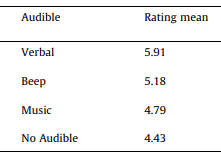 Audible Rating mean
Verbal 5.91
Beep 5.18
Music 4.79
No Audible 4.43